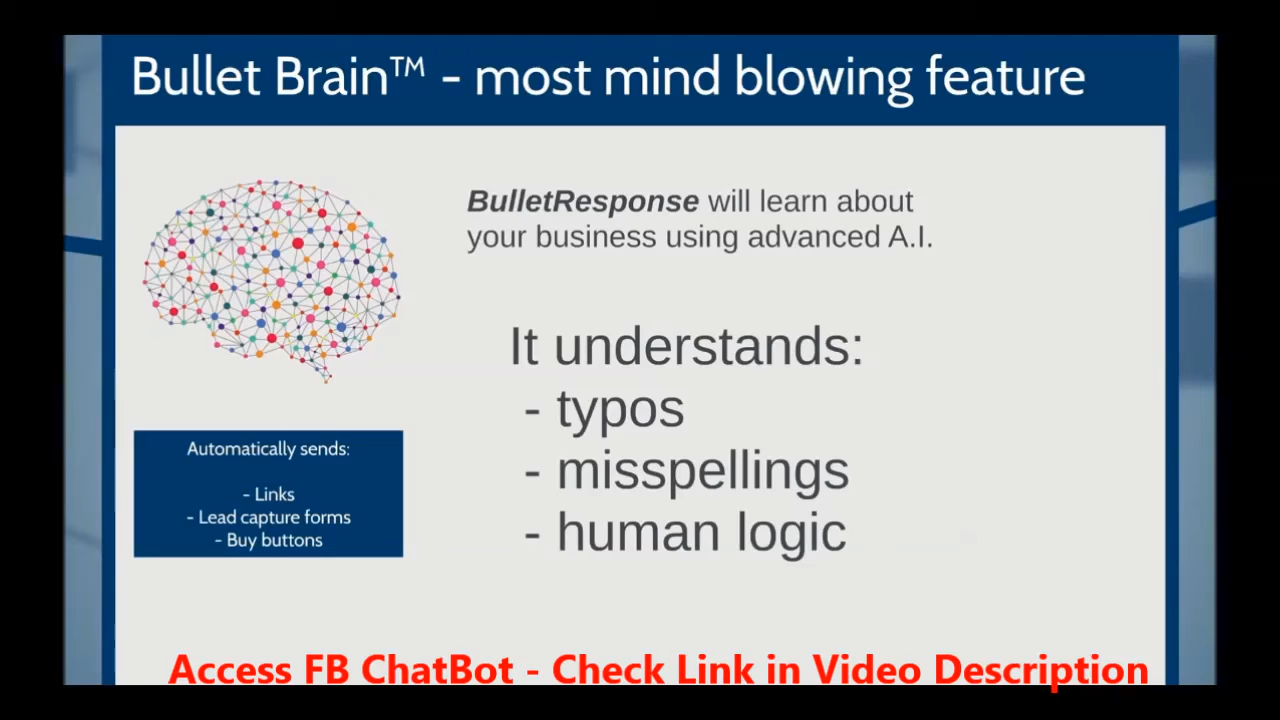 Bullet Brain™ - most mind blowing feature
BulletResponse will learn about
your business using advanced A.I.
It understands:
- typos
- misspellings
- human logic
Automatically sends:
- Links
- Lead capture forms
- Buy buttons
Access FB ChatBot - Check Link in Video Description